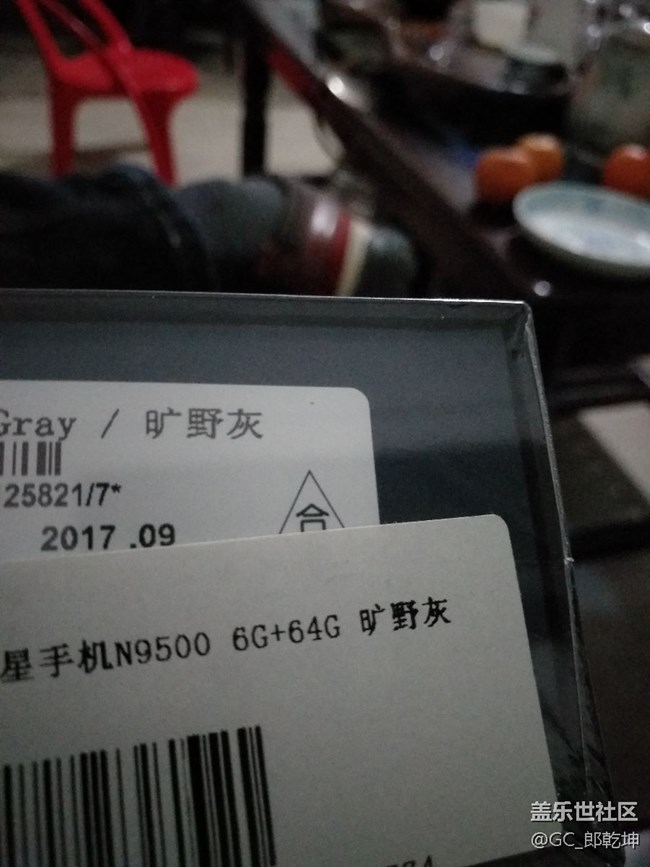 Gray / 旷野灰
25821/7*
2017 .09
合
星手机N9500 6G+64G 旷野灰
盖乐世社区
@GC_郎乾坤